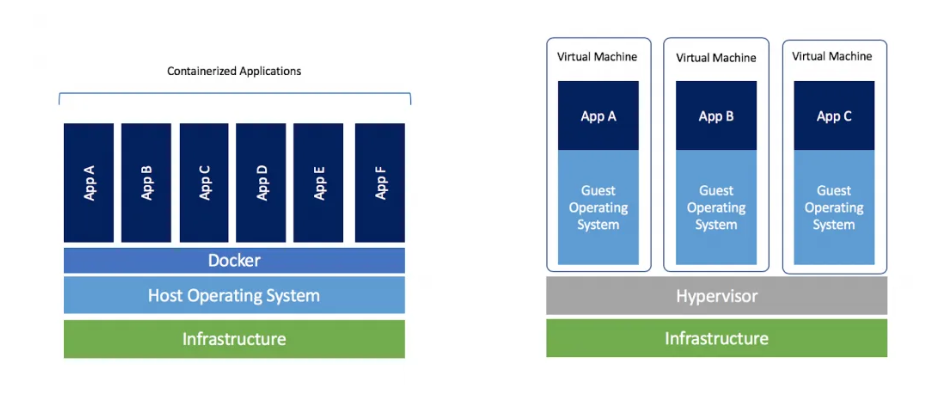 Containerized Applications
App A
App B
App C
App D
App E
App F
Docker
Host Operating System
Infrastructure
Virtual Machine
App A
Guest
Operating
System
Virtual Machine
App B
Guest
Operating
System
Virtual Machine
App C
Guest
Operating
System
Hypervisor
Infrastructure